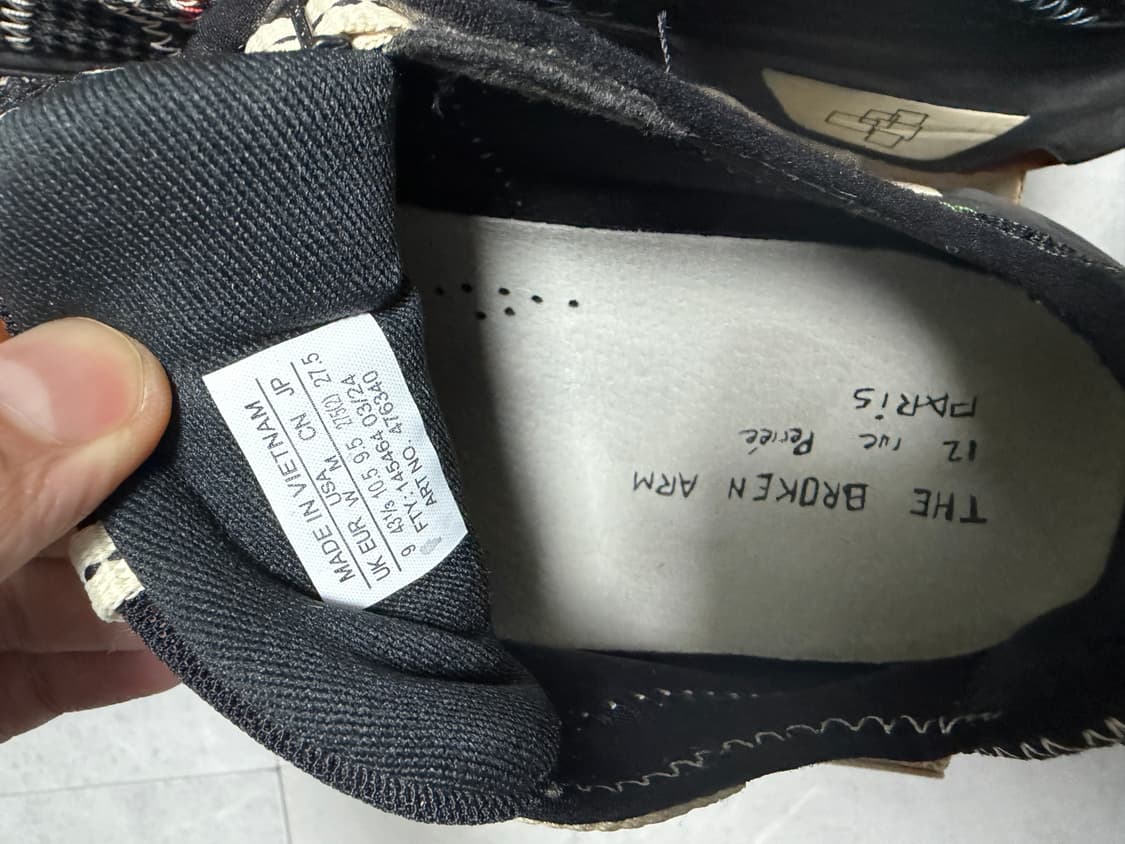 MADE IN VIETNAM
UK EUR USA CN JP
W M
9 43⅓ 10.5 9.5 275(2) 27.5
FTY: 145464 03/24
ART NO. 476340
THE BROKEN ARM
12 rue Perrée
PARiS